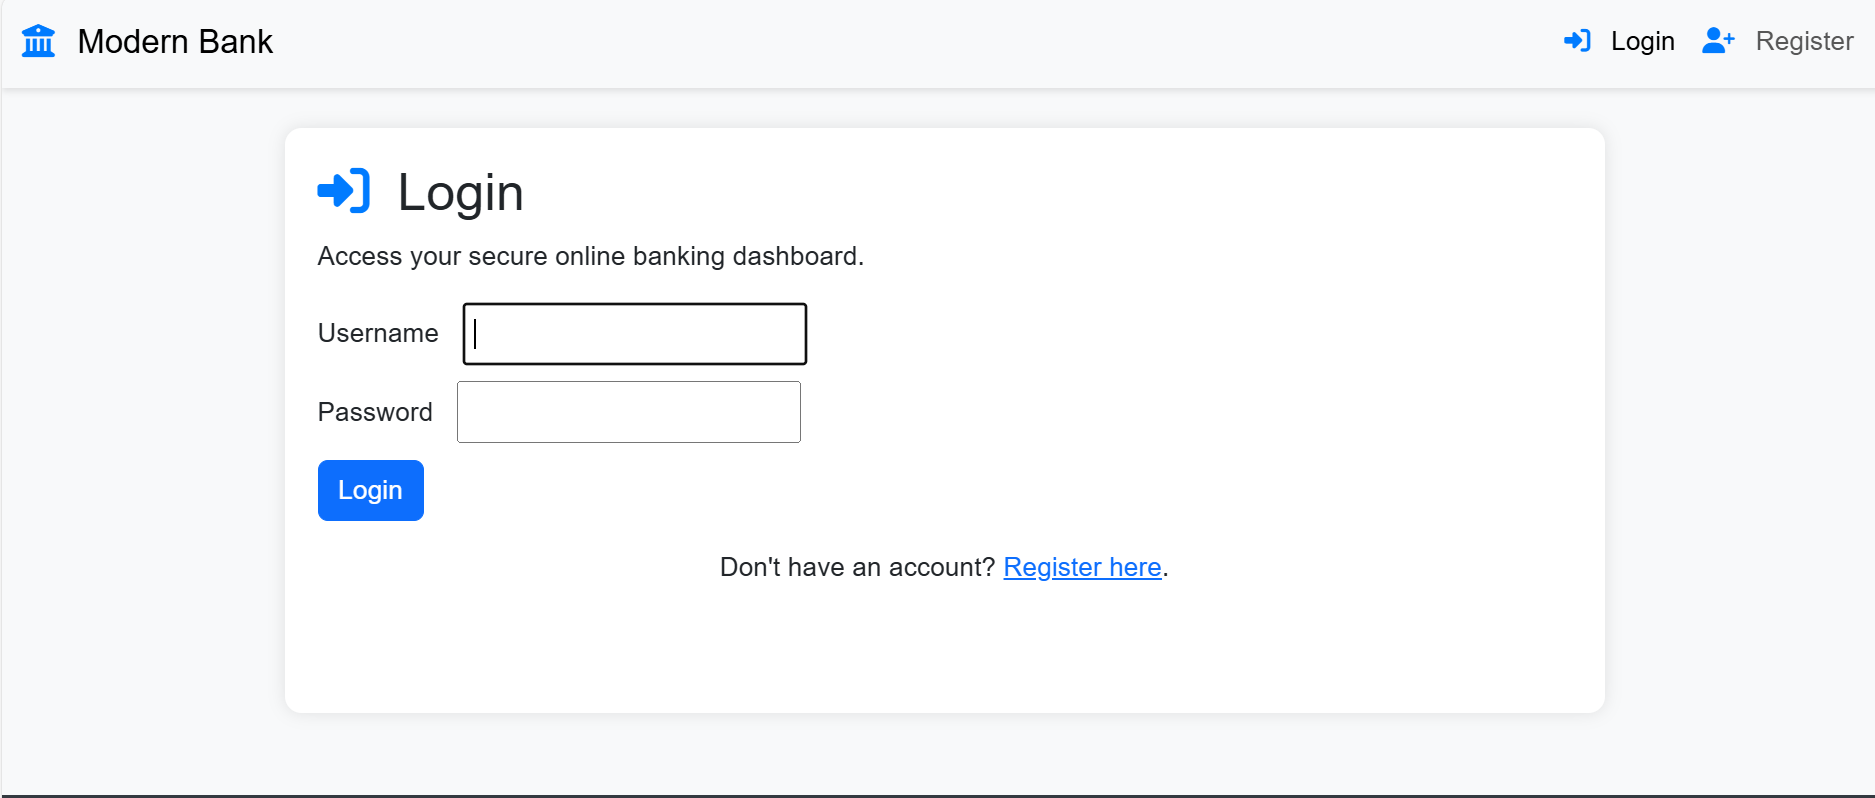 Modern Bank
Login
Register
Login
Access your secure online banking dashboard.
Username
Password
Login
Don't have an account? Register here.